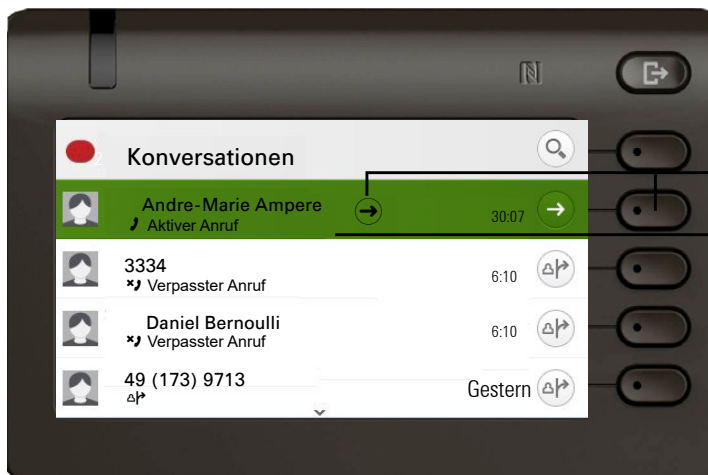 Konversationen
Andre-Marie Ampere
30:07
Aktiver Anruf
3334
6:10
Verpasster Anruf
Daniel Bernoulli
6:10
Verpasster Anruf
49 (173) 9713
Gestern